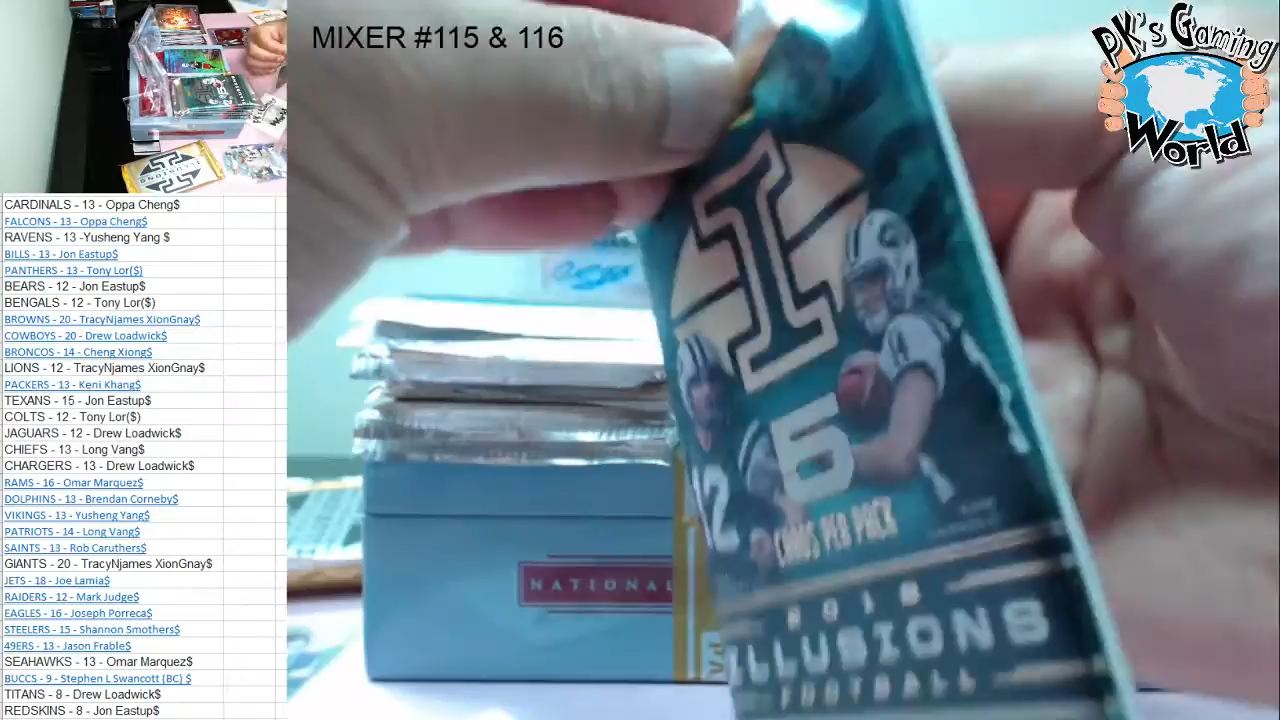 MIXER #115 & 116
PK's Gaming
World
CARDINALS - 13 - Oppa Cheng$
FALCONS - 13 - Oppa Cheng$
RAVENS - 13 -Yusheng Yang $
BILLS - 13 - Jon Eastup$
PANTHERS - 13 - Tony Lor($)
BEARS - 12 - Jon Eastup$
BENGALS - 12 - Tony Lor($)
BROWNS - 20 - TracyNjames XionGnay$
COWBOYS - 20 - Drew Loadwick$
BRONCOS - 14 - Cheng Xiong$
LIONS - 12 - TracyNjames XionGnay$
PACKERS - 13 - Keni Khang$
TEXANS - 15 - Jon Eastup$
COLTS - 12 - Tony Lor($)
JAGUARS - 12 - Drew Loadwick$
CHIEFS - 13 - Long Vang$
CHARGERS - 13 - Drew Loadwick$
RAMS - 16 - Omar Marquez$
DOLPHINS - 13 - Brendan Corneby$
VIKINGS - 13 - Yusheng Yang$
PATRIOTS - 14 - Long Vang$
SAINTS - 13 - Rob Caruthers$
GIANTS - 20 - TracyNjames XionGnay$
JETS - 18 - Joe Lamia$
RAIDERS - 12 - Mark Judge$
EAGLES - 16 - Joseph Porreca$
STEELERS - 15 - Shannon Smothers$
49ERS - 13 - Jason Frable$
SEAHAWKS - 13 - Omar Marquez$
BUCCS - 9 - Stephen L Swancott (BC) $
TITANS - 8 - Drew Loadwick$
REDSKINS - 8 - Jon Eastup$
I
5
CARDS PER PACK
2018
ILLUSIONS
FOOTBALL
NATIONAL